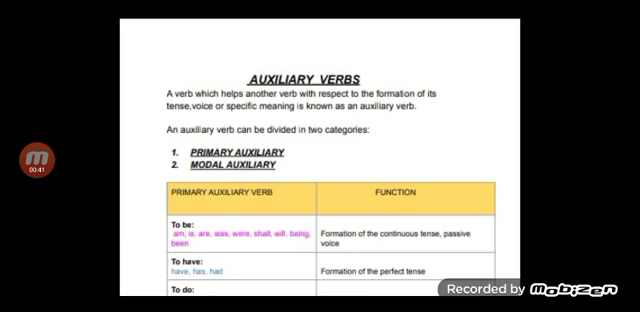 AUXILIARY VERBS
A verb which helps another verb with respect to the formation of its
tense,voice or specific meaning is known as an auxiliary verb.
An auxiliary verb can be divided in two categories:
1. PRIMARY AUXILIARY
2. MODAL AUXILIARY
PRIMARY AUXILIARY VERB FUNCTION
To be:
am, is, are, was, were, shall, will, being,
been
Formation of the continuous tense, passive
voice
To have:
have, has, had
Formation of the perfect tense
To do:
00:41
Recorded by mobizen